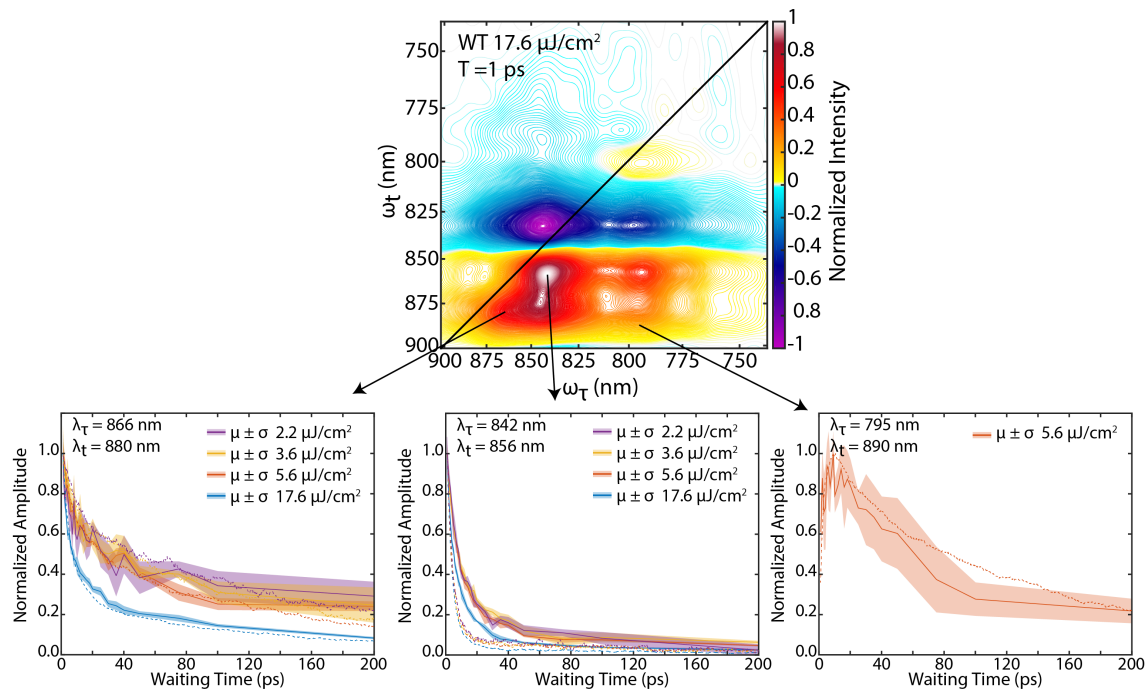 WT 17.6 µJ/cm²
T =1 ps
750
775
800
825
850
875
900
ωt (nm)
900 875 850 825 800 775 750
ωτ (nm)
1
0.8
0.6
0.4
0.2
0
-0.2
-0.4
0.6
0.8
-1
Normalized Intensity
λτ = 866 nm
λt = 880 nm
µ ± σ 2.2 µJ/cm²
µ ± σ 3.6 µJ/cm²
µ ± σ 5.6 µJ/cm²
µ ± σ 17.6 µJ/cm²
Normalized Amplitude
1.0
0.8
0.6
0.4
0.2
0.0
0 40 80 120 160 200
Waiting Time (ps)
λτ = 842 nm
λt = 856 nm
µ ± σ 2.2 µJ/cm²
µ ± σ 3.6 µJ/cm²
µ ± σ 5.6 µJ/cm²
µ ± σ 17.6 µJ/cm²
Normalized Amplitude
1.0
0.8
0.6
0.4
0.2
0.0
0 40 80 120 160 200
Waiting Time (ps)
λτ = 795 nm
λt = 890 nm
µ ± σ 5.6 µJ/cm²
Normalized Amplitude
1.0
0.8
0.6
0.4
0.2
0.0
0 40 80 120 160 200
Waiting Time (ps)